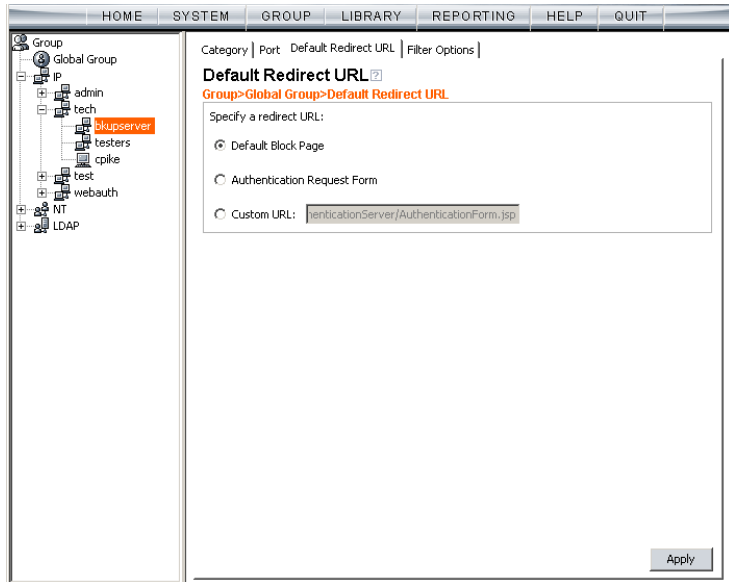 HOME SYSTEM GROUP LIBRARY REPORTING HELP QUIT
Group
Global Group
IP
admin
tech
bkupserver
testers
cpike
test
webauth
NT
LDAP
Category Port Default Redirect URL Filter Options
Default Redirect URL ?
Group>Global Group>Default Redirect URL
Specify a redirect URL:
Default Block Page
Authentication Request Form
Custom URL: henticationServer/AuthenticationForm.jsp
Apply